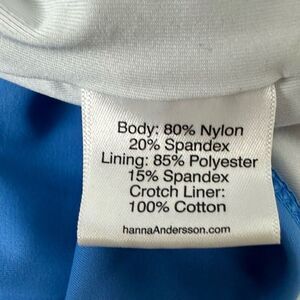 Body: 80% Nylon
20% Spandex
Lining: 85% Polyester
15% Spandex
Crotch Liner:
100% Cotton
hannaAndersson.com